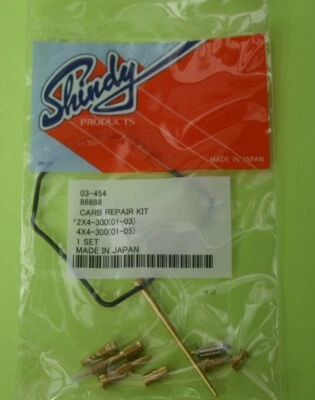 Shindy
PRODUCTS
MADE IN JAPAN
03-454
86888
CARB REPAIR KIT
*2X4-300(01-03)
4X4-300(01-05)
1 SET
MADE IN JAPAN